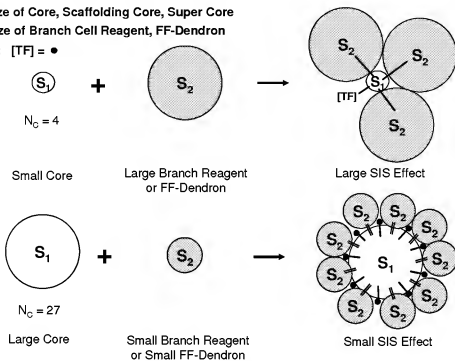 ze of Core, Scaffolding Core, Super Core
ze of Branch Cell Reagent, FF-Dendron
[TF] = •
S1
+
S2
S2
S2
S1
[TF]
S2
NC = 4
Small Core
Large Branch Reagent
or FF-Dendron
Large SIS Effect
S1
+
S2
S2
S2
S2
S2
S2
S2
S2
S2
S2
S1
NC = 27
Large Core
Small Branch Reagent
or Small FF-Dendron
Small SIS Effect